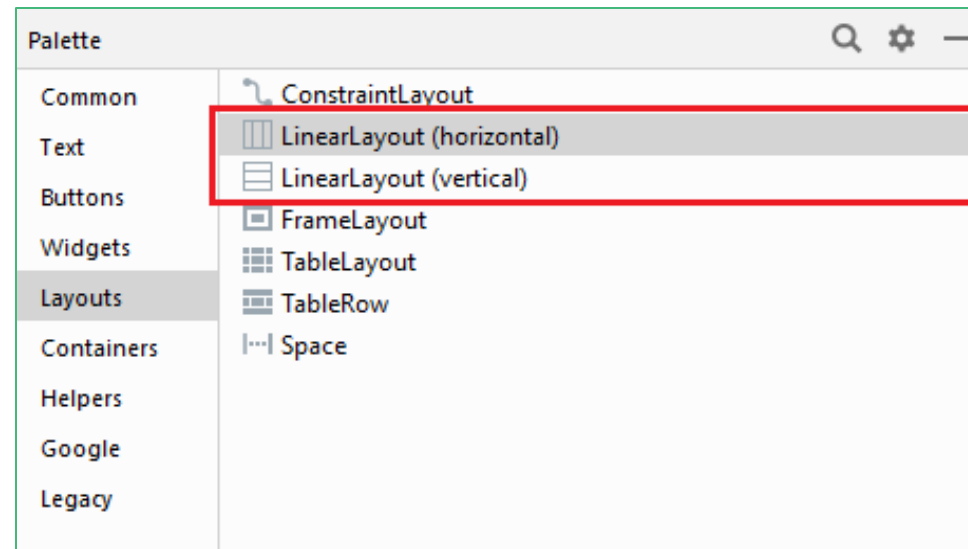 Palette
Common
Text
Buttons
Widgets
Layouts
Containers
Helpers
Google
Legacy
ConstraintLayout
LinearLayout (horizontal)
LinearLayout (vertical)
FrameLayout
TableLayout
TableRow
Space